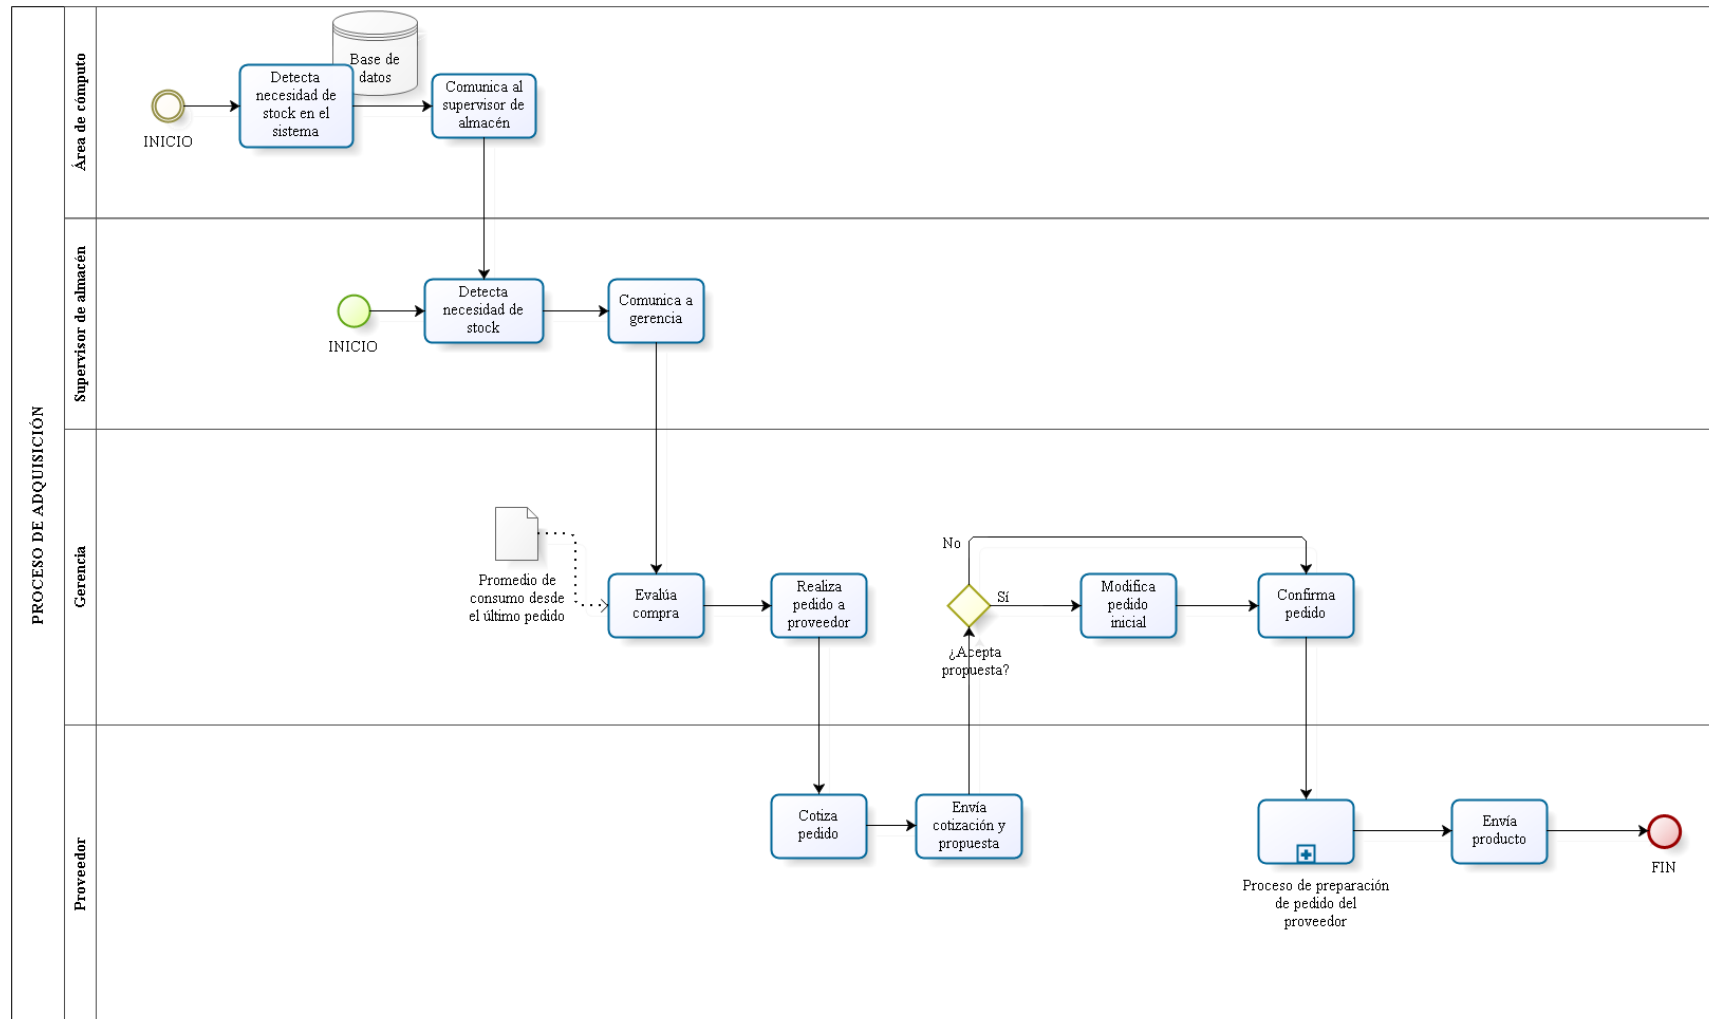 PROCESO DE ADQUISICIÓN
Área de cómputo
INICIO
Detecta
necesidad de
stock en el
sistema
Base de
datos
Comunica al
supervisor de
almacén
Supervisor de almacén
INICIO
Detecta
necesidad de
stock
Comunica a
gerencia
Gerencia
Promedio de
consumo desde
el último pedido
Evalúa
compra
Realiza
pedido a
proveedor
¿Acepta
propuesta?
No
Sí
Modifica
pedido
inicial
Confirma
pedido
Proveedor
Cotiza
pedido
Envía
cotización y
propuesta
Proceso de preparación
de pedido del
proveedor
Envía
producto
FIN